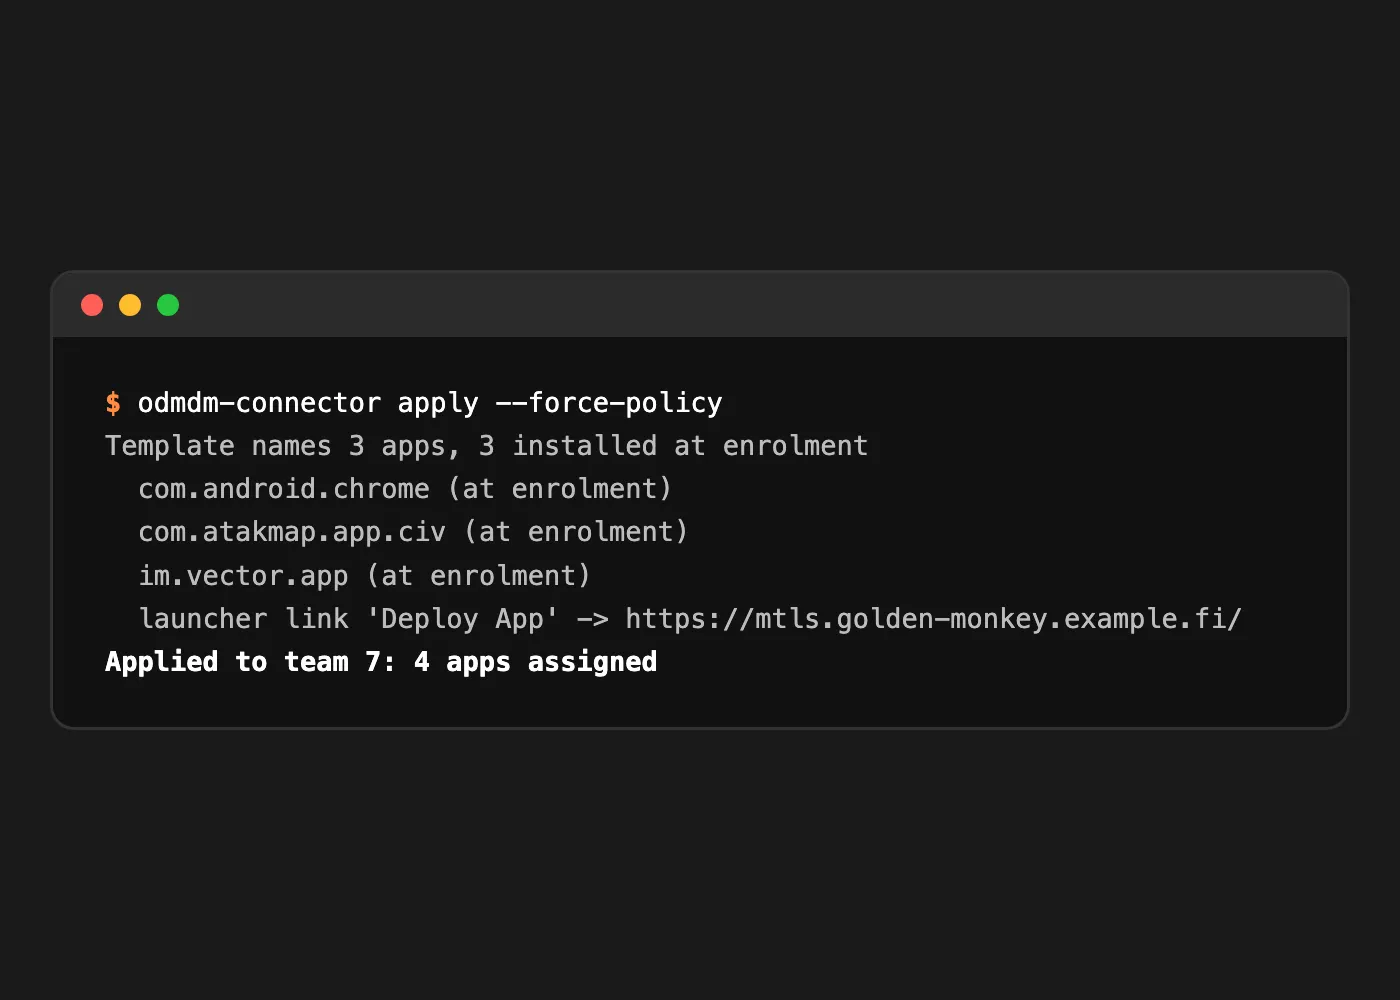 $ odmdm-connector apply --force-policy
Template names 3 apps, 3 installed at enrolment
com.android.chrome (at enrolment)
com.atakmap.app.civ (at enrolment)
im.vector.app (at enrolment)
launcher link 'Deploy App' -> https://mtls.golden-monkey.example.fi/
Applied to team 7: 4 apps assigned